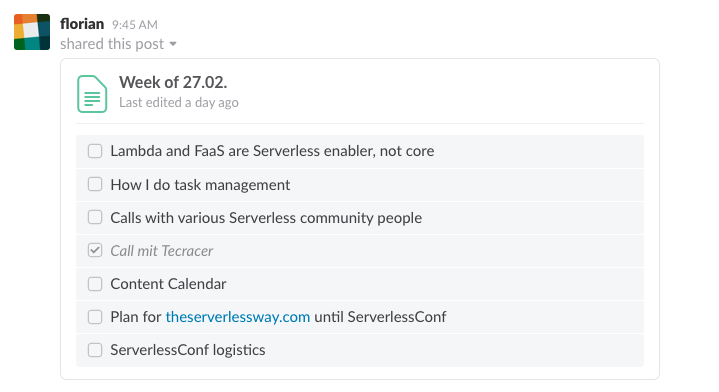 florian 9:45 AM
shared this post
Week of 27.02.
Last edited a day ago
Lambda and FaaS are Serverless enabler, not core
How I do task management
Calls with various Serverless community people
Call mit Tecracer
Content Calendar
Plan for theserverlessway.com until ServerlessConf
ServerlessConf logistics